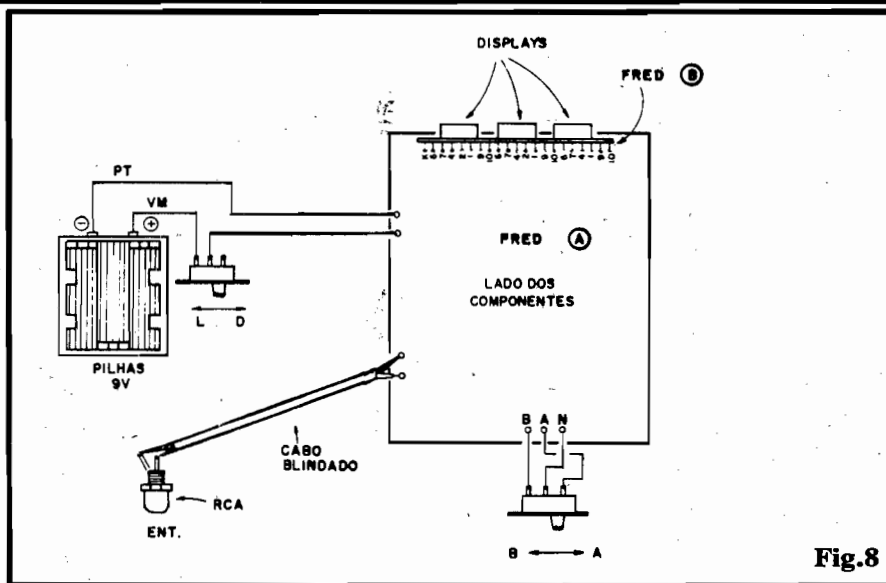 DISPLAYS
FRED B
PT
VM
- +
FRED A
LADO DOS
COMPONENTES
L D
PILHAS
9V
B A N
CABO
BLINDADO
RCA
ENT.
B A
Fig.8